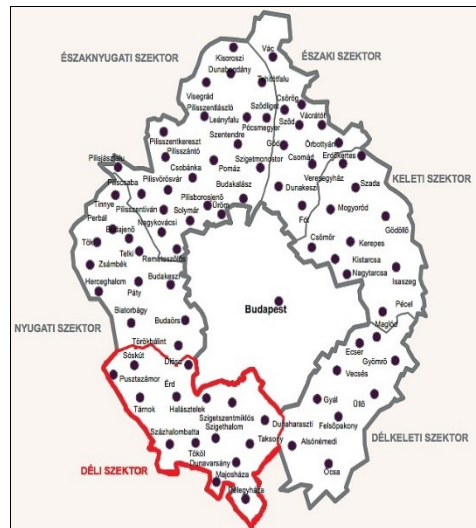 Kisoroszi
Vác
ÉSZAKNYUGATI SZEKTOR
ÉSZAKI SZEKTOR
Dunabogdány
Visegrád
Pilisszentlászló
Sződliget
Csörög
Leányfalu
Pócsmegyer
Sződ
Vácrátót
Pilisszentkereszt
Szentendre
Göd
Őrbottyán
Pilisszántó
Csomád
Erdőkertes
Pilisjászfalu
Csobánka
Szigetmonostor
Veresegyház
KELETI SZEKTOR
Piliscsaba
Pilisvörösvár
Pomáz
Dunakeszi
Szada
Tinnye
Pilisszentiván
Pilisborosjenő
Budakalász
Mogyoród
Perbál
Solymár
Üröm
Fót
Gödöllő
Budajenő
Nagykovácsi
Tök
Telki
Remeteszőlős
Csömör
Kerepes
Zsámbék
Kistarcsa
Herceghalom
Páty
Budakeszi
Nagytarcsa
Isaszeg
Budapest
Pécel
NYUGATI SZEKTOR
Biatorbágy
Budaörs
Maglód
Törökbálint
Ecser
Sóskút
Diósd
Gyömrő
Pusztazámor
Érd
Vecsés
Tárnok
Halásztelek
Gyál
Üllő
Szigetszentmiklós
Százhalombatta
Szigethalom
Dunaharaszti
Felsőpakony
Tököl
Taksony
Alsónémedi
DÉLKELETI SZEKTOR
DÉLI SZEKTOR
Dunavarsány
Majosháza
Ócsa
Délegyháza